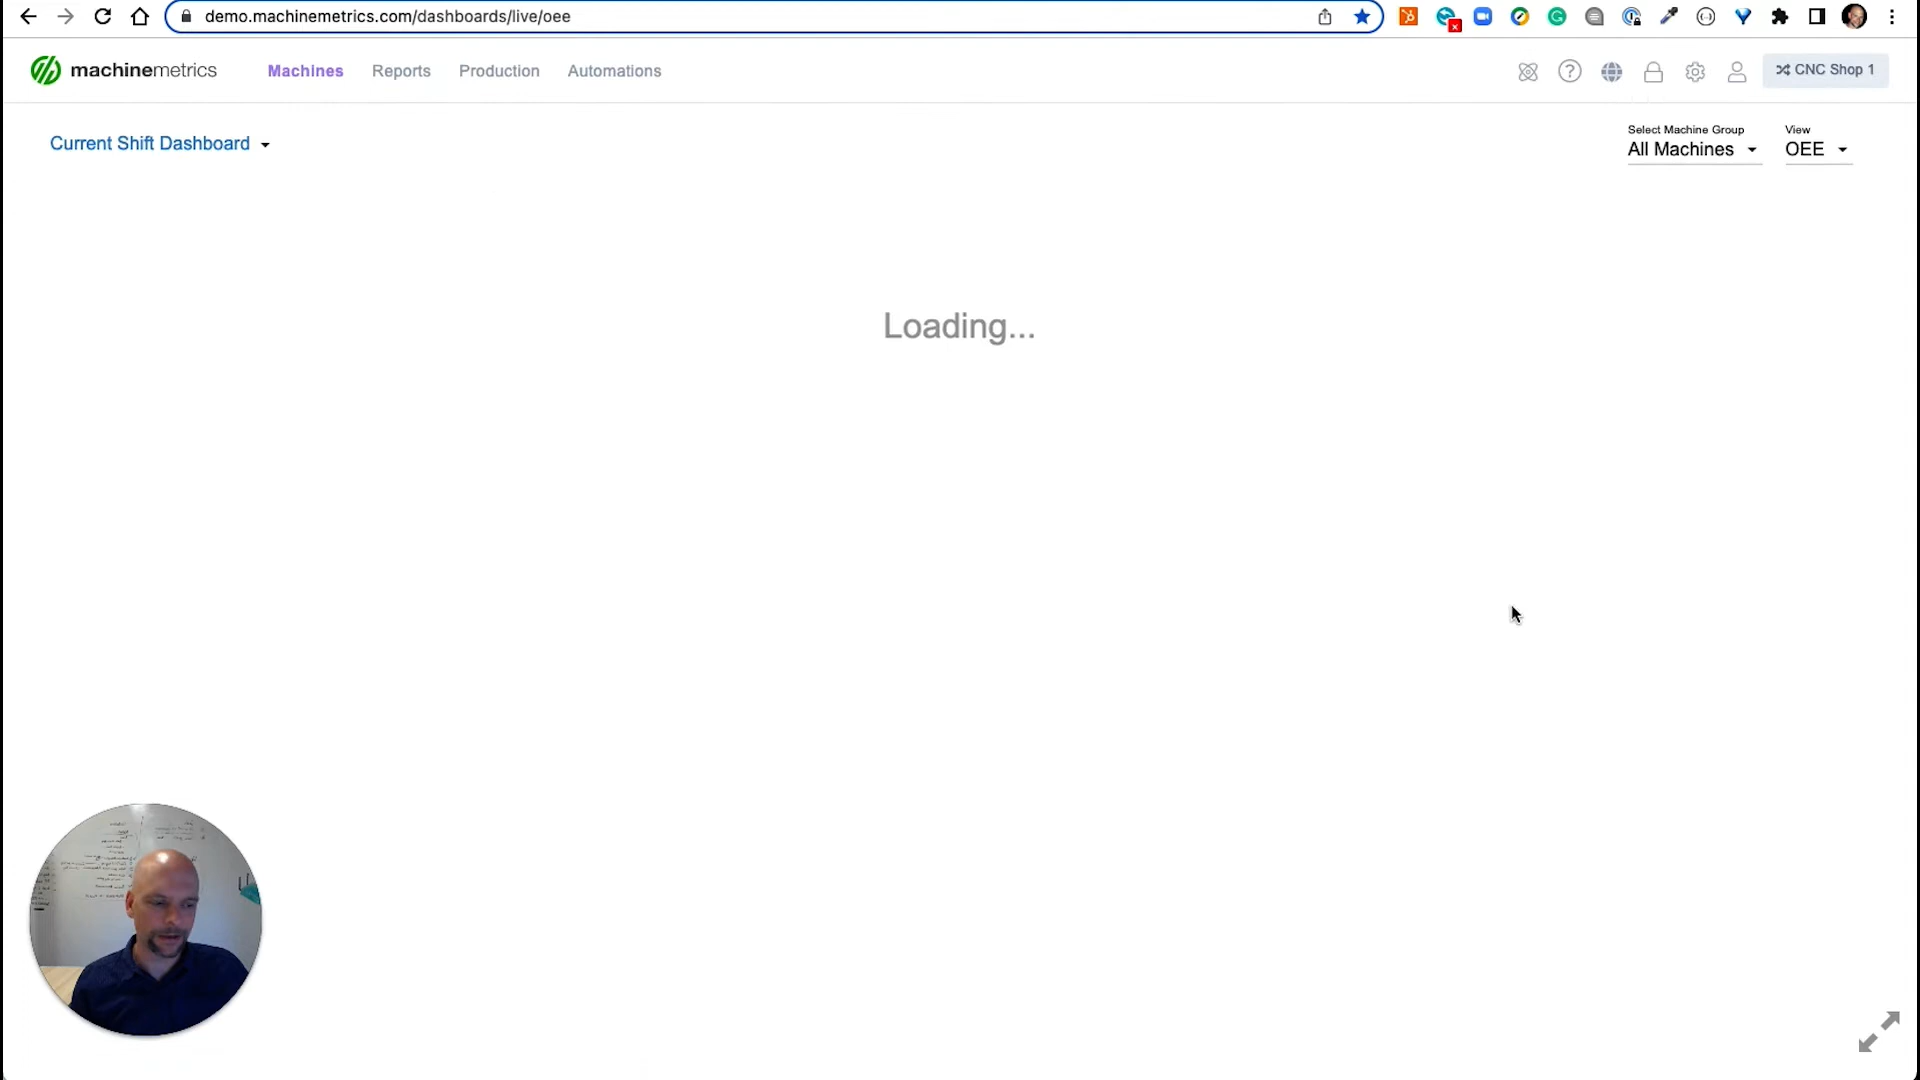 demo.machinemetrics.com/dashboards/live/oee
machinemetrics
Machines
Reports
Production
Automations
CNC Shop 1
Current Shift Dashboard
Select Machine Group
All Machines
View
OEE
Loading...